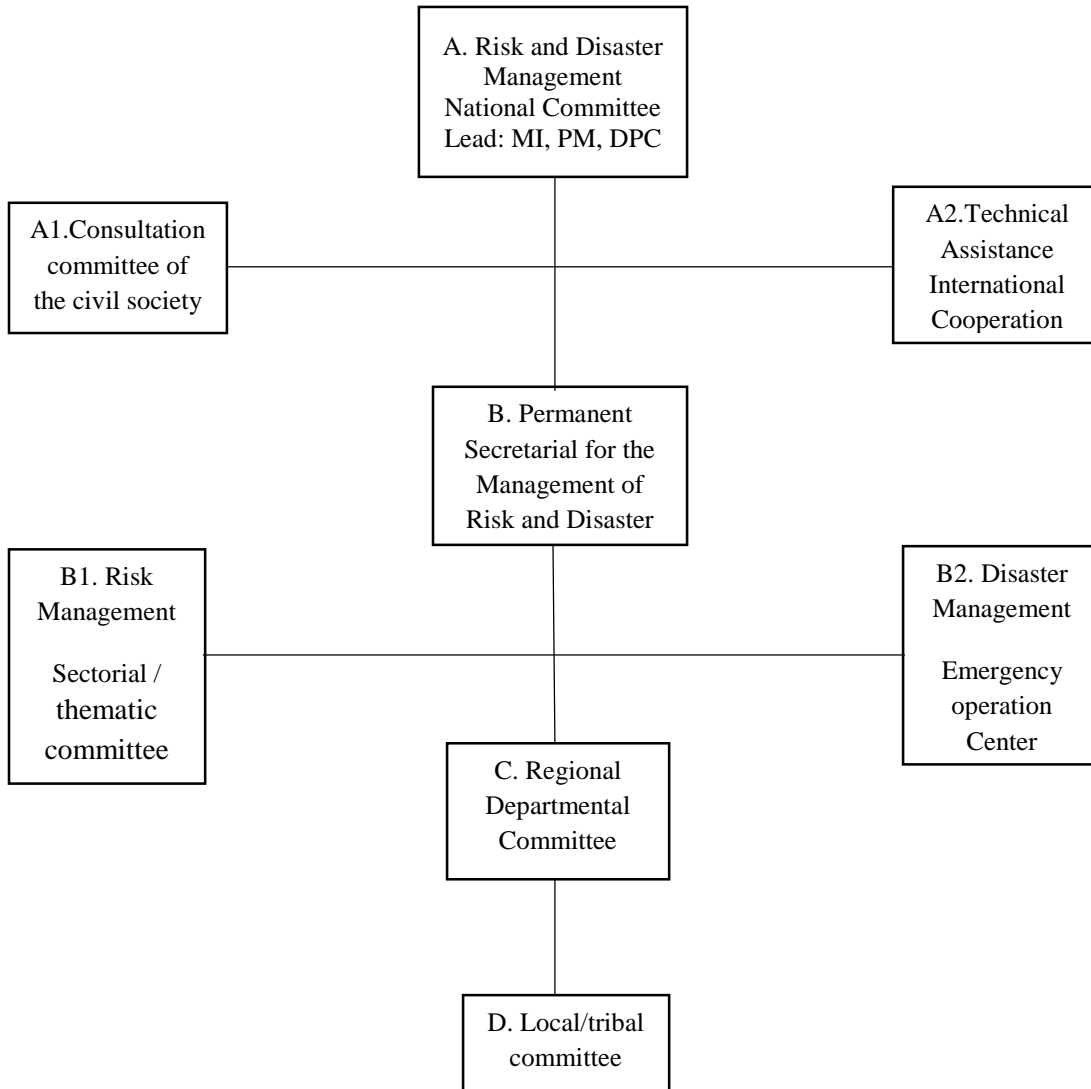 A. Risk and Disaster
Management
National Committee
Lead: MI, PM, DPC
A1.Consultation
committee of
the civil society
A2.Technical
Assistance
International
Cooperation
B. Permanent
Secretarial for the
Management of
Risk and Disaster
B1. Risk
Management
Sectorial /
thematic
committee
B2. Disaster
Management
Emergency
operation
Center
C. Regional
Departmental
Committee
D. Local/tribal
committee